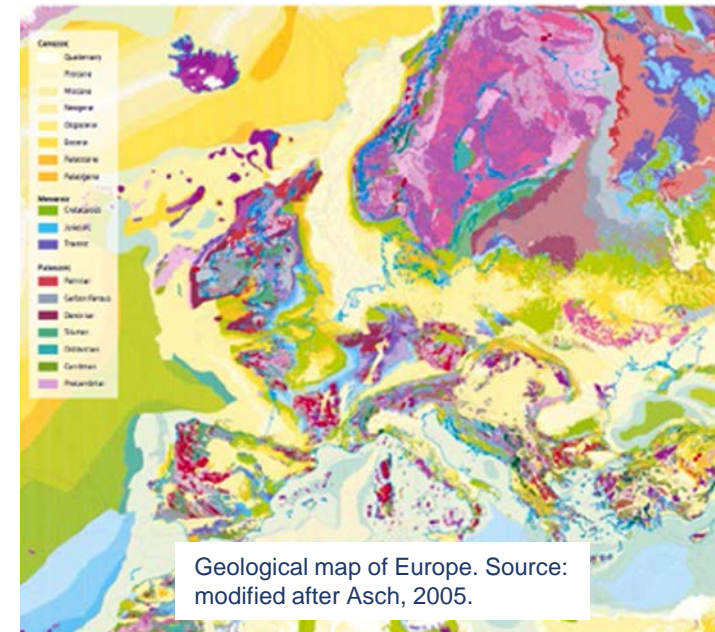 Cenozoic
Quaternary
Pliocene
Miocene
Neogene
Oligocene
Eocene
Paleocene
Paleogene
Mesozoic
Cretaceous
Jurassic
Triassic
Paleozoic
Permian
Carboniferous
Devonian
Silurian
Ordovician
Cambrian
Precambrian
Geological map of Europe. Source:
modified after Asch, 2005.